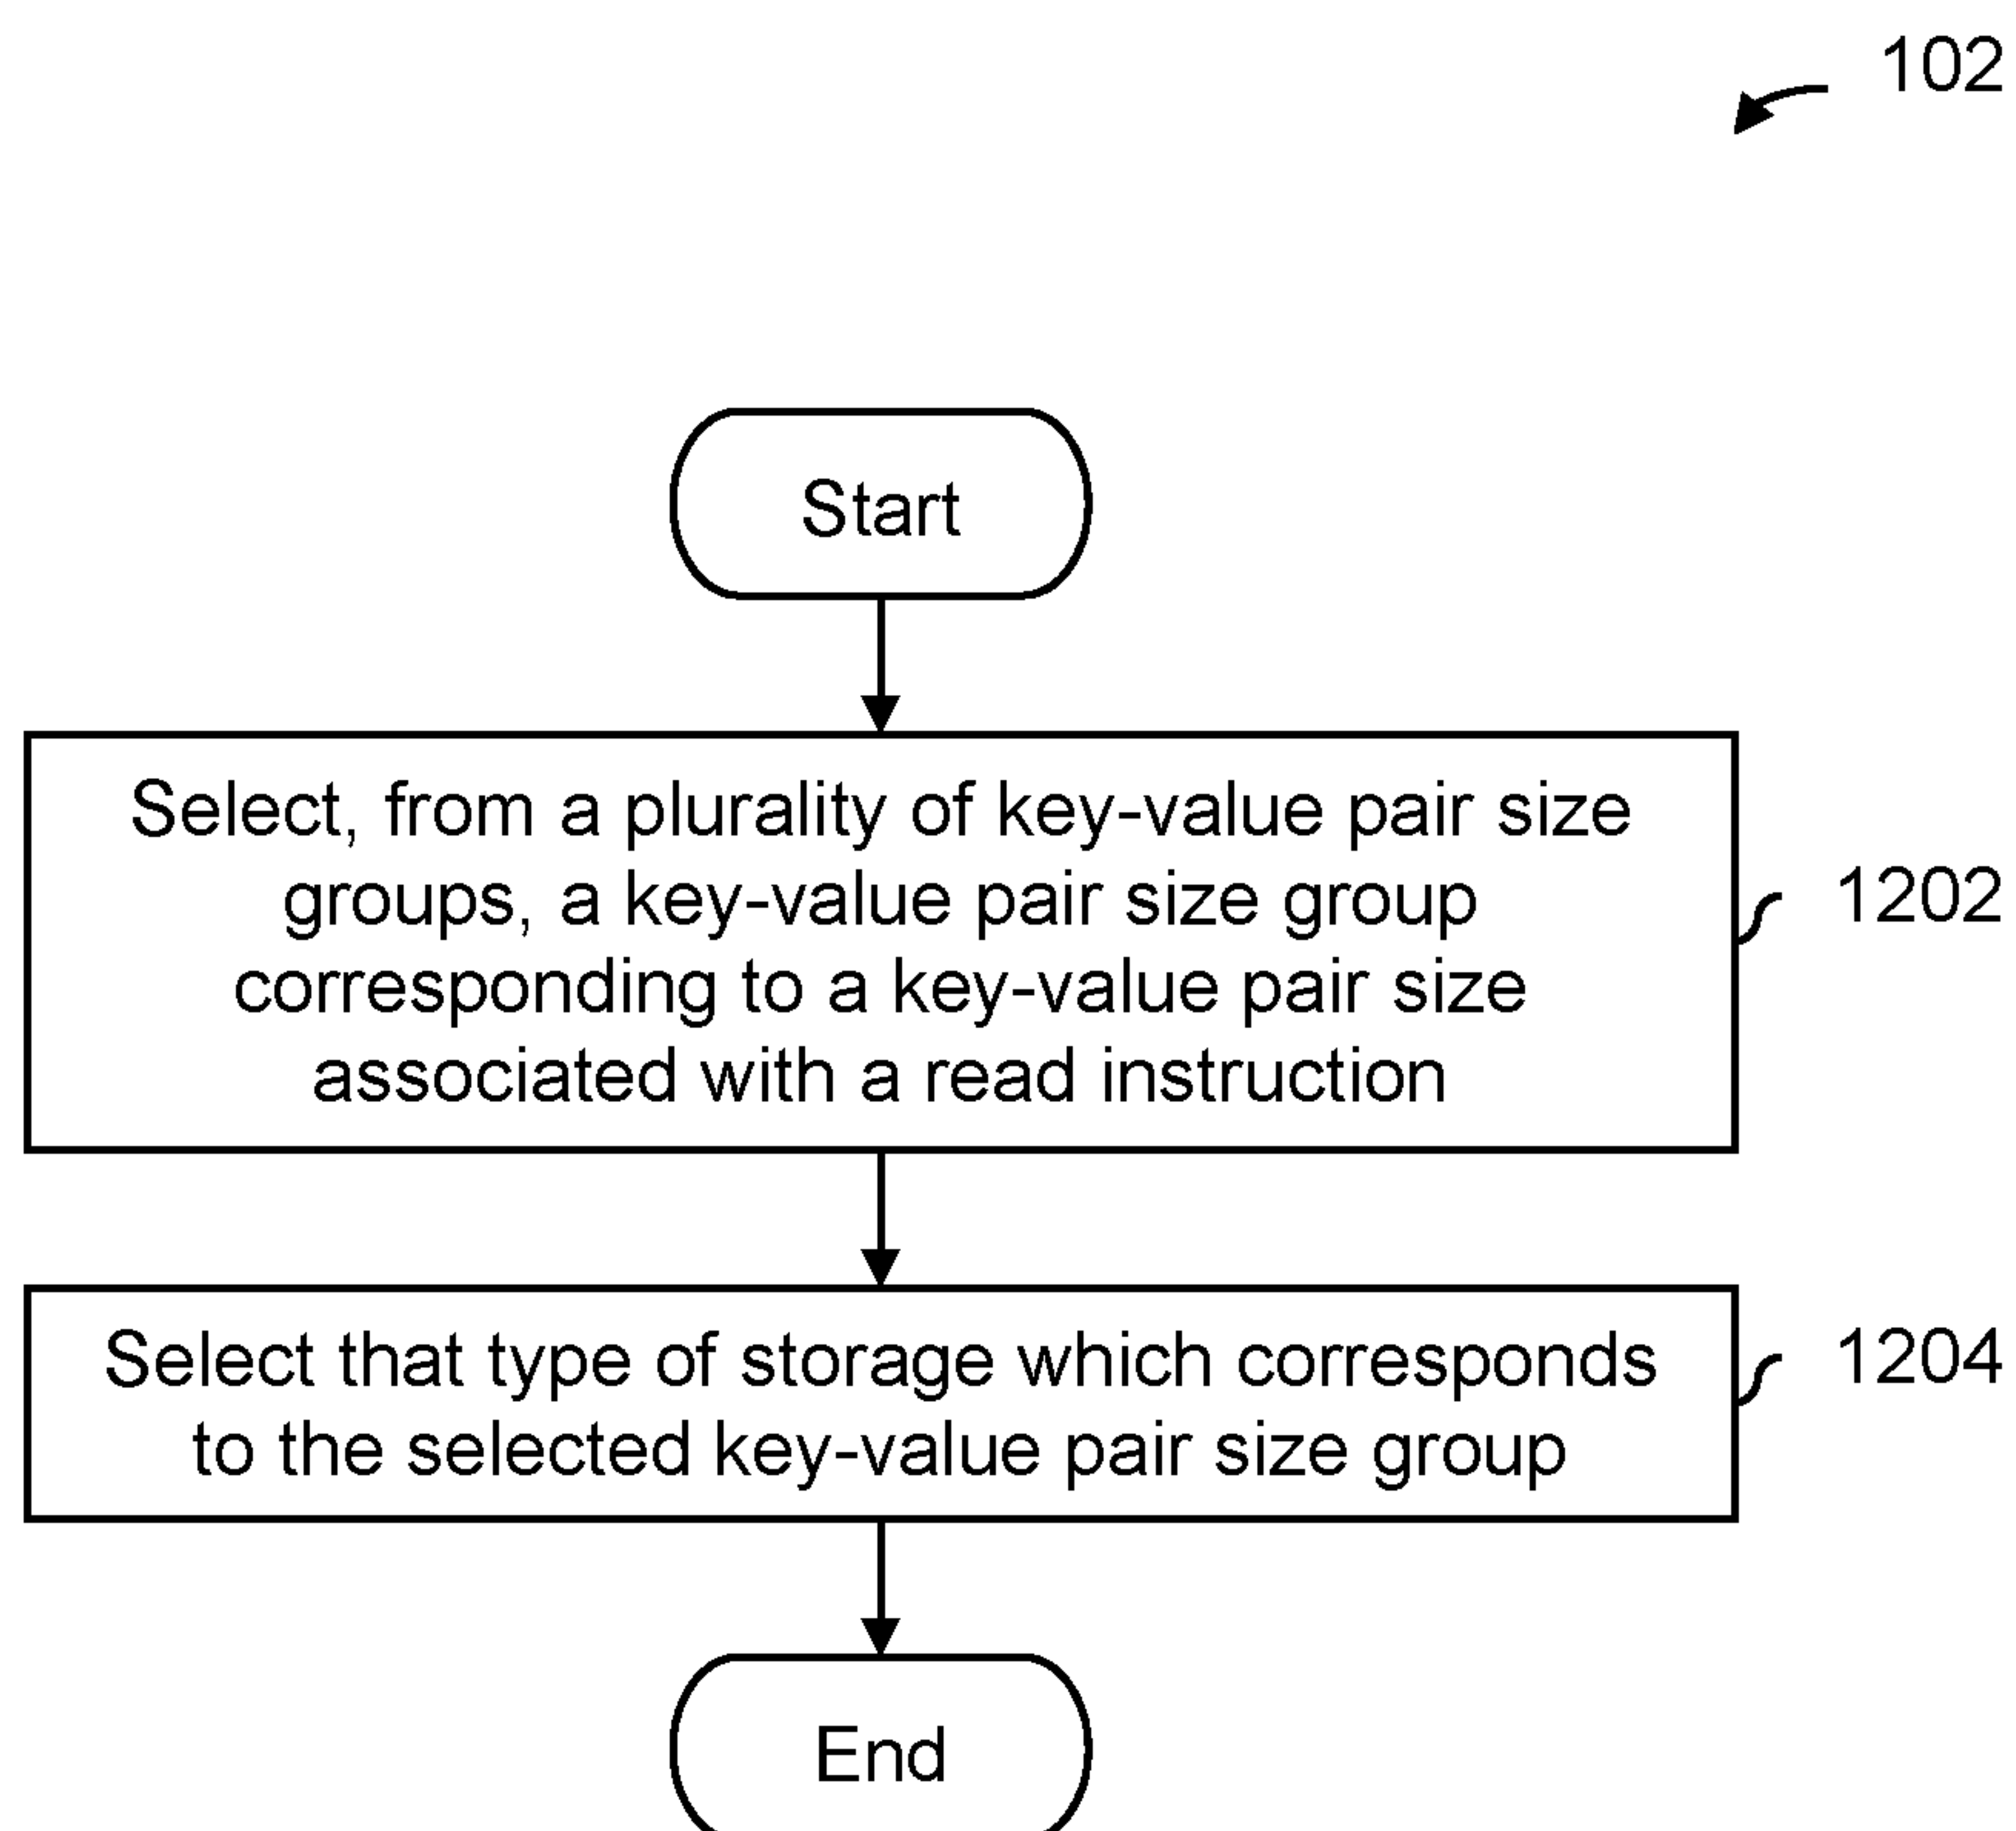 102
Start
Select, from a plurality of key-value pair size
groups, a key-value pair size group
corresponding to a key-value pair size
associated with a read instruction
1202
Select that type of storage which corresponds
to the selected key-value pair size group
1204
End